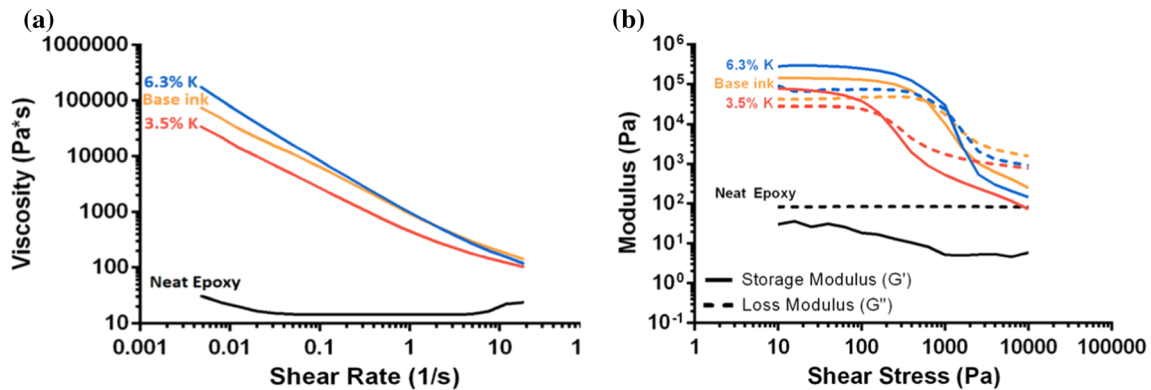 (a)
1000000
100000
10000
1000
100
10
Viscosity (Pa*s)
6.3% K
Base ink
3.5% K
Neat Epoxy
0.001 0.01 0.1 1 10 1
Shear Rate (1/s)
(b)
10⁶
10⁵
10⁴
10³
10²
10¹
10⁰
10⁻¹
Modulus (Pa)
6.3% K
Base ink
3.5% K
Neat Epoxy
Storage Modulus (G')
Loss Modulus (G")
1 10 100 1000 10000 100000
Shear Stress (Pa)